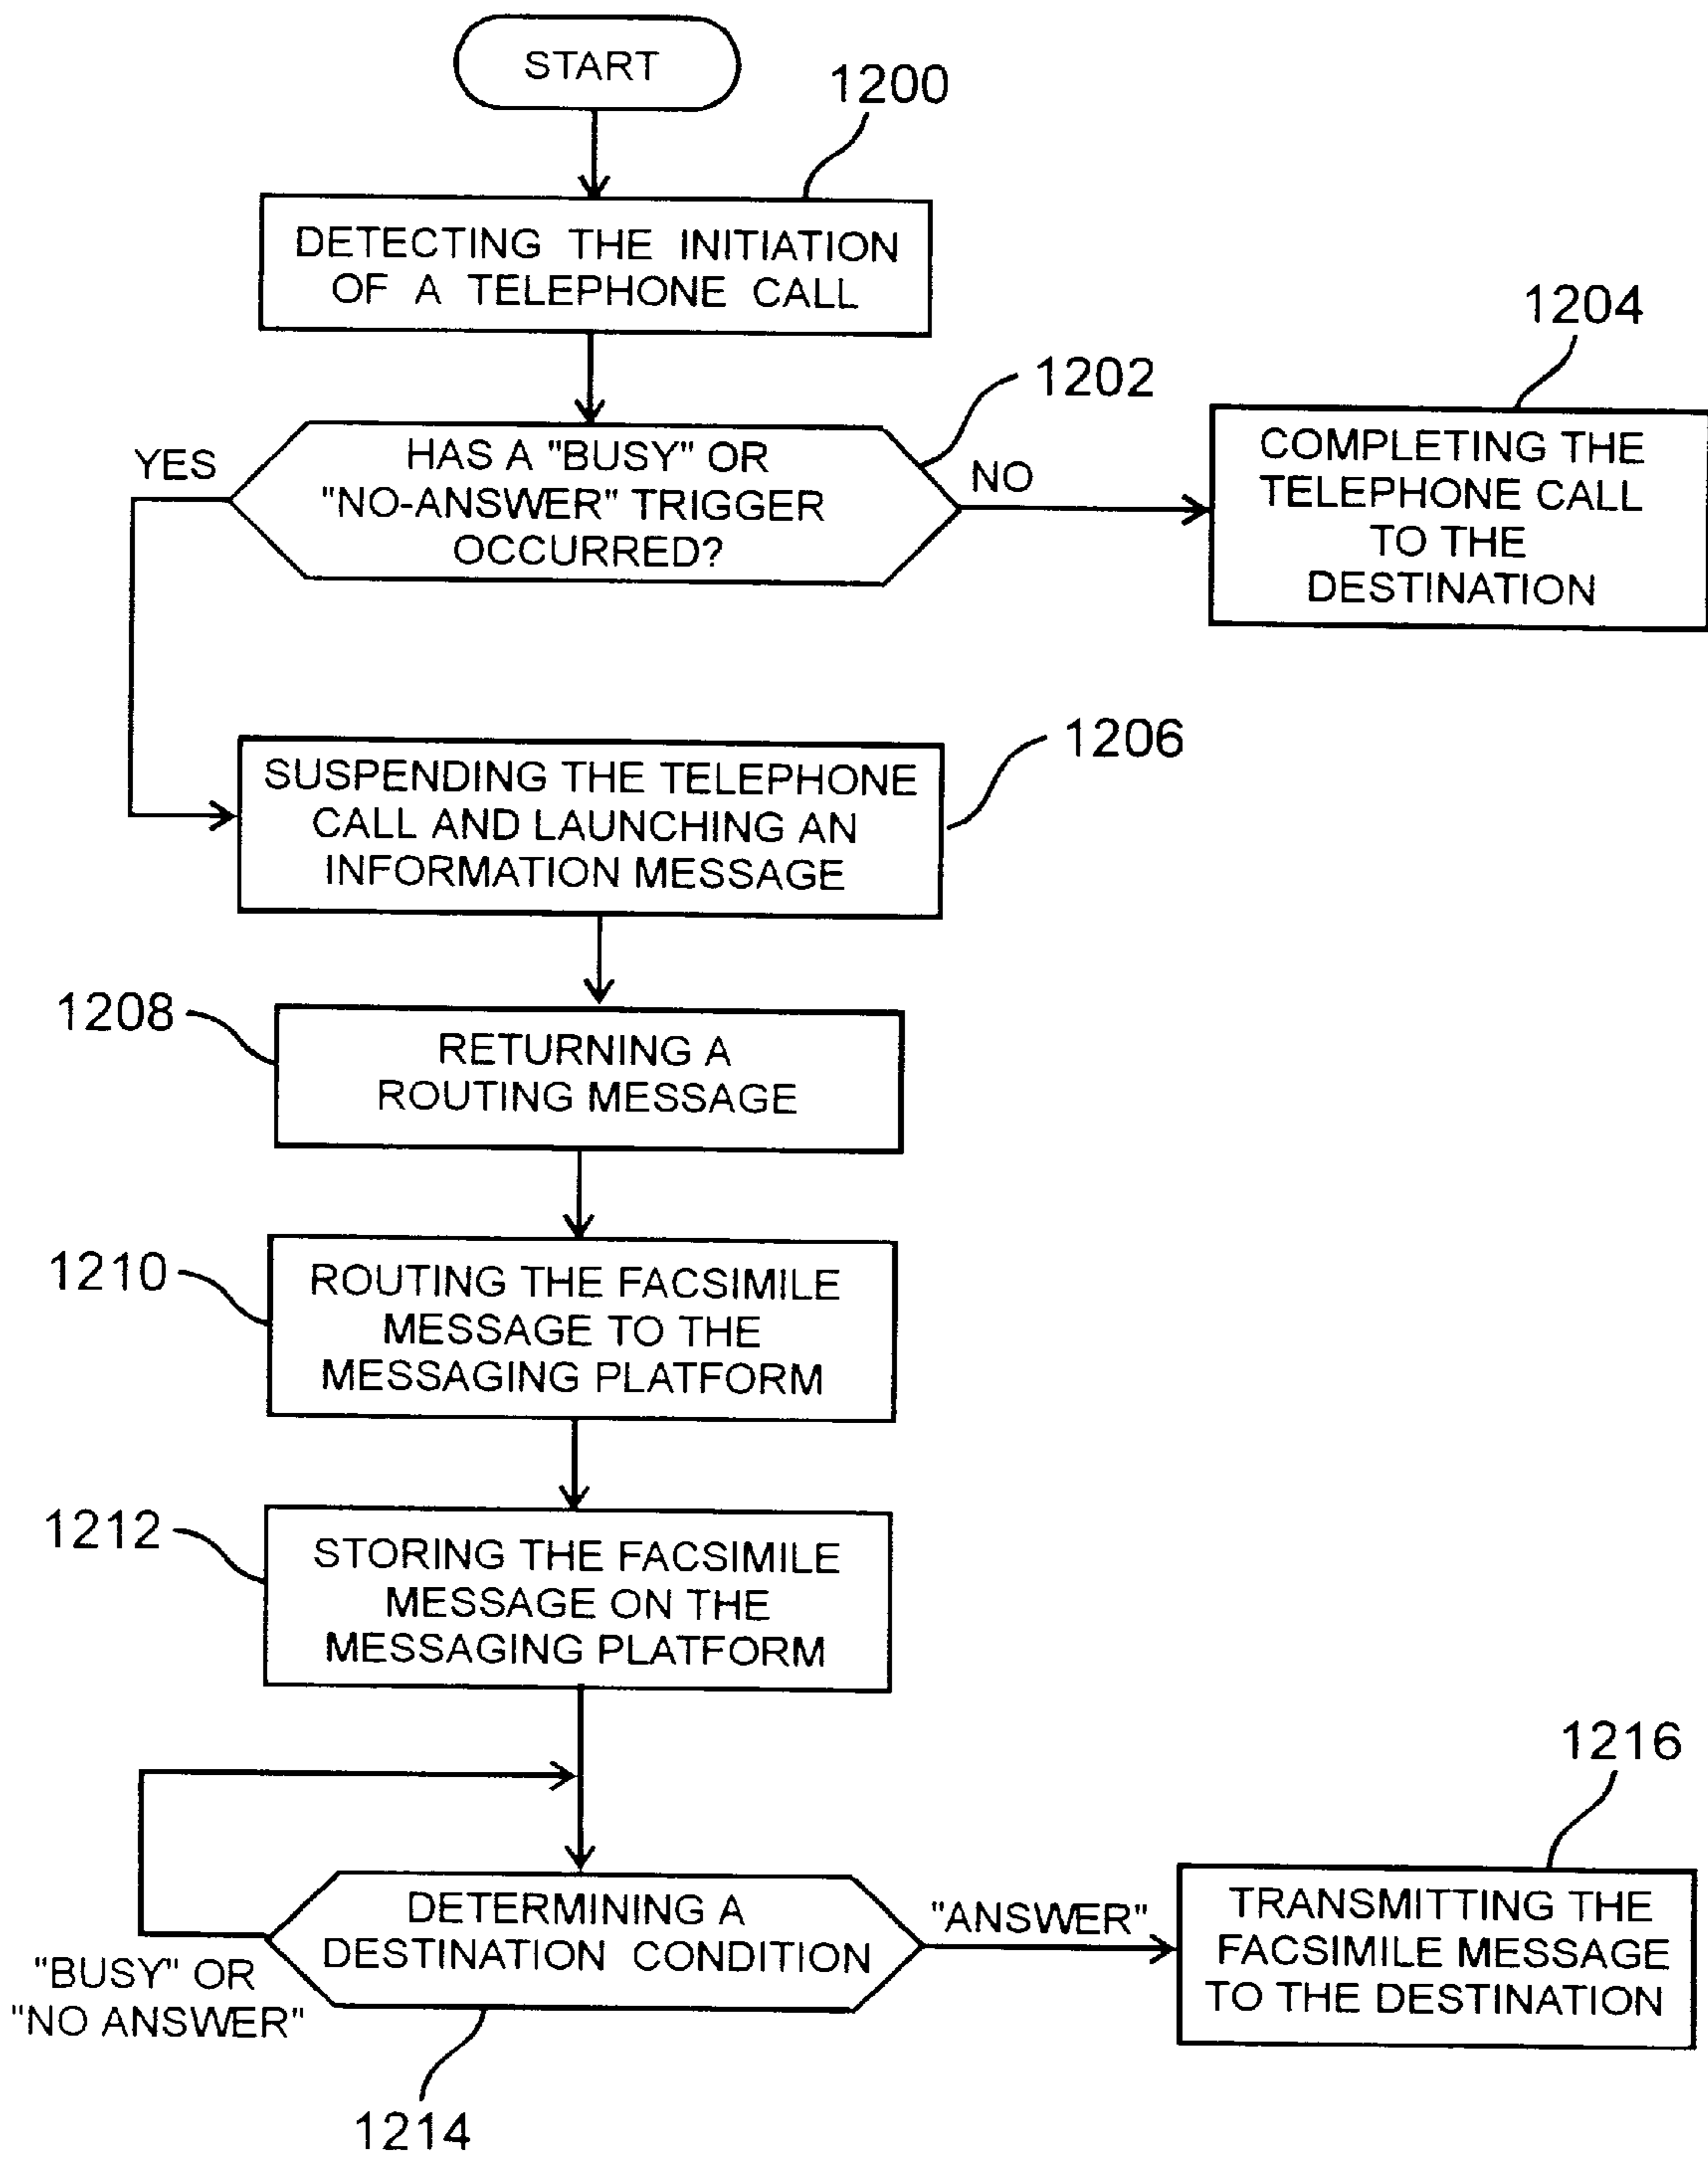 START
1200
DETECTING THE INITIATION
OF A TELEPHONE CALL
1204
1202
YES
HAS A "BUSY" OR
"NO-ANSWER" TRIGGER
OCCURRED?
NO
COMPLETING THE
TELEPHONE CALL
TO THE
DESTINATION
1206
SUSPENDING THE TELEPHONE
CALL AND LAUNCHING AN
INFORMATION MESSAGE
1208
RETURNING A
ROUTING MESSAGE
1210
ROUTING THE FACSIMILE
MESSAGE TO THE
MESSAGING PLATFORM
1212
STORING THE FACSIMILE
MESSAGE ON THE
MESSAGING PLATFORM
1216
DETERMINING A
DESTINATION CONDITION
"ANSWER"
TRANSMITTING THE
FACSIMILE MESSAGE
TO THE DESTINATION
"BUSY" OR
"NO ANSWER"
1214